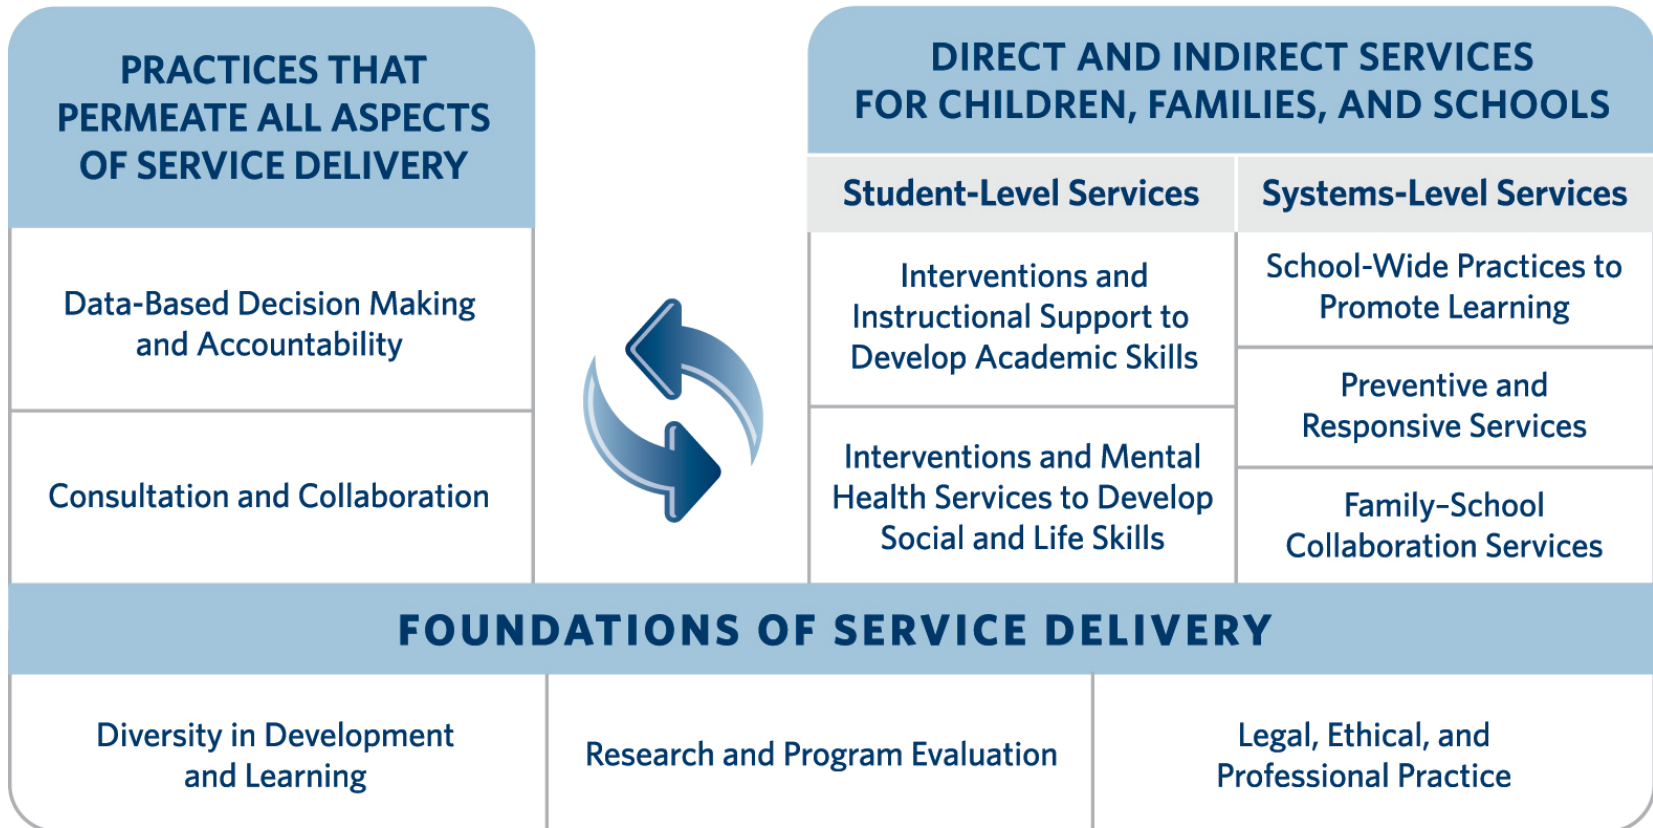 PRACTICES THAT
PERMEATE ALL ASPECTS
OF SERVICE DELIVERY
Data-Based Decision Making
and Accountability
Consultation and Collaboration
DIRECT AND INDIRECT SERVICES
FOR CHILDREN, FAMILIES, AND SCHOOLS
Student-Level Services
Interventions and
Instructional Support to
Develop Academic Skills
Interventions and Mental
Health Services to Develop
Social and Life Skills
Systems-Level Services
School-Wide Practices to
Promote Learning
Preventive and
Responsive Services
Family–School
Collaboration Services
FOUNDATIONS OF SERVICE DELIVERY
Diversity in Development
and Learning
Research and Program Evaluation
Legal, Ethical, and
Professional Practice